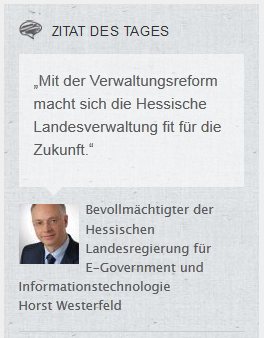 ZITAT DES TAGES
„Mit der Verwaltungsreform
macht sich die Hessische
Landesverwaltung fit für die
Zukunft.“
Bevollmächtigter der
Hessischen
Landesregierung für
E-Government und
Informationstechnologie
Horst Westerfeld